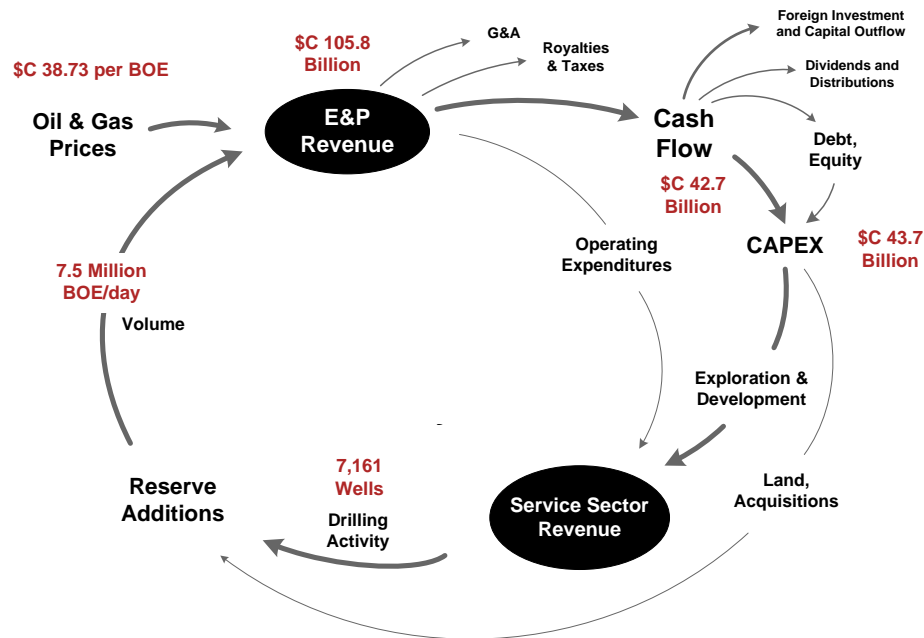 Foreign Investment
and Capital Outflow
G&A
$C 105.8
Billion
Royalties
& Taxes
$C 38.73 per BOE
Dividends and
Distributions
Oil & Gas
Prices
E&P
Revenue
Cash
Flow
Debt,
Equity
$C 42.7
Billion
CAPEX
$C 43.7
Billion
Operating
Expenditures
7.5 Million
BOE/day
Volume
Exploration &
Development
7,161
Wells
Reserve
Additions
Drilling
Activity
Service Sector
Revenue
Land,
Acquisitions